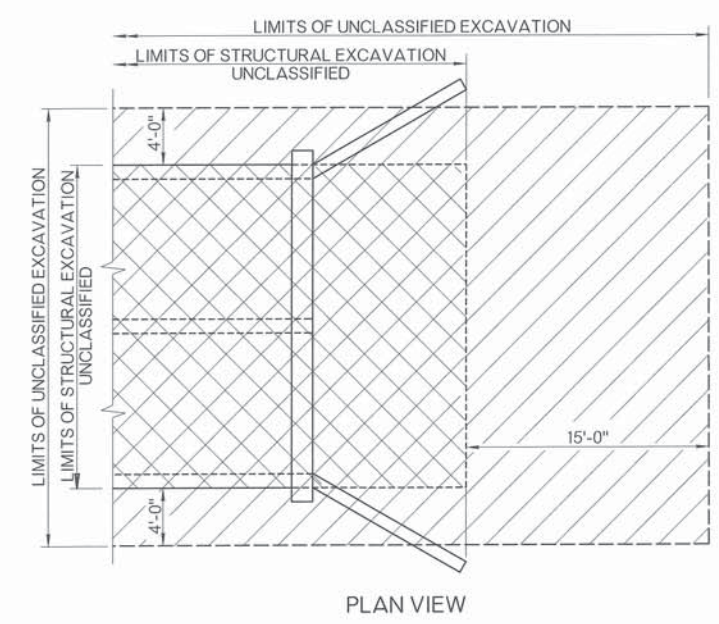 LIMITS OF UNCLASSIFIED EXCAVATION
LIMITS OF STRUCTURAL EXCAVATION
UNCLASSIFIED
4'-0"
LIMITS OF UNCLASSIFIED EXCAVATION
LIMITS OF STRUCTURAL EXCAVATION
UNCLASSIFIED
15'-0"
4'-0"
PLAN VIEW